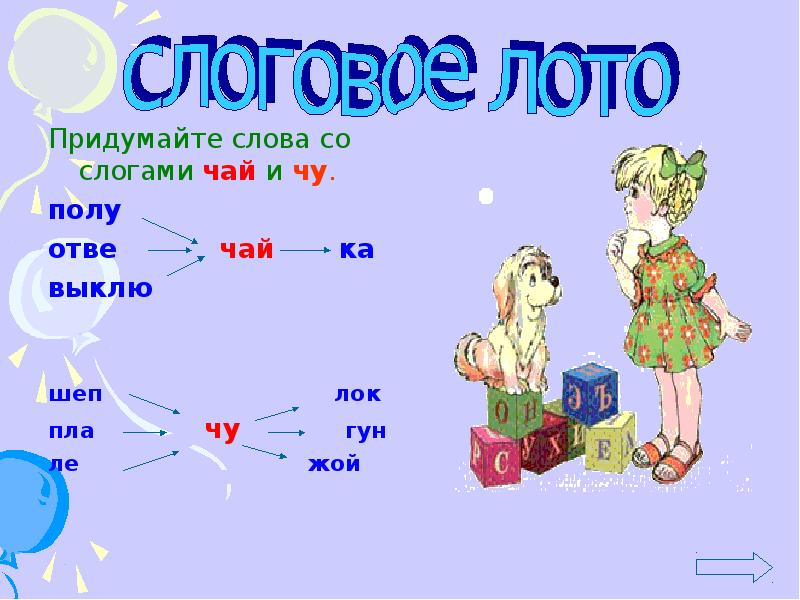 слоговое лото
Придумайте слова со
слогами чай и чу.
полу
отве чай ка
выклю
шеп лок
пла чу гун
ле жой
О Н Э Ъ
Р С У Х И Е